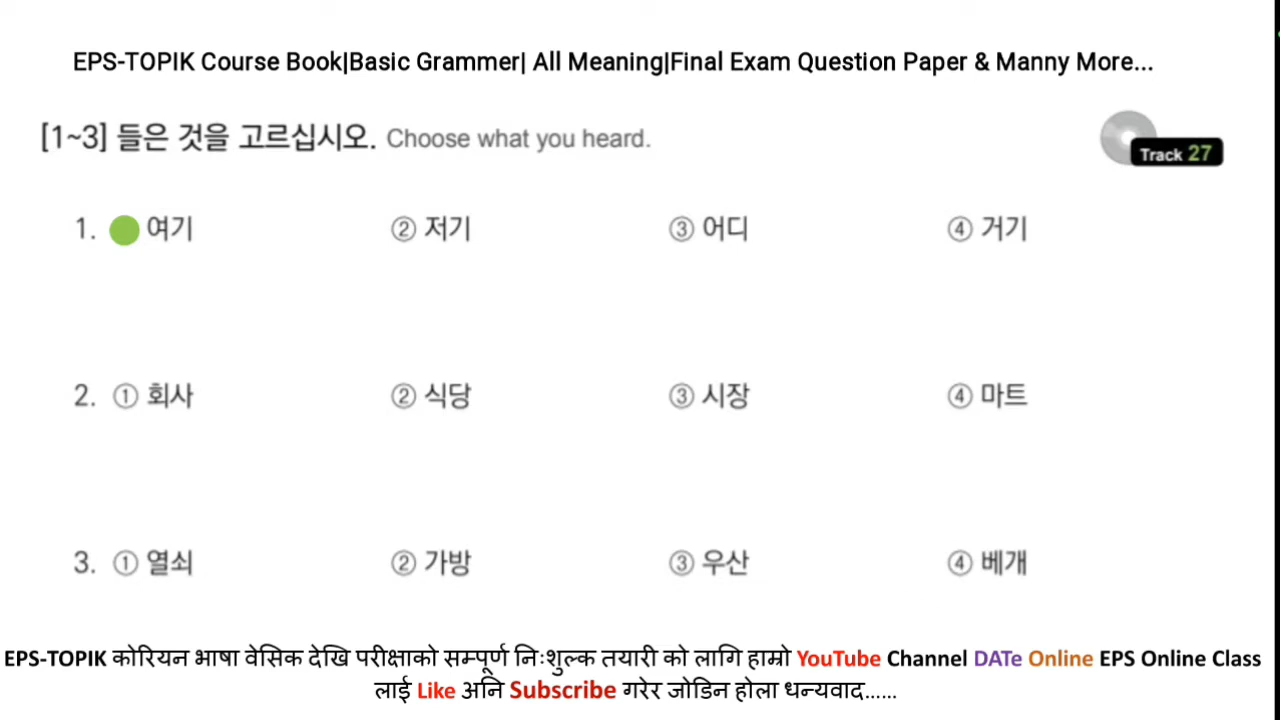 EPS-TOPIK Course Book|Basic Grammer| All Meaning|Final Exam Question Paper & Manny More...
[1~3] 들은 것을 고르십시오. Choose what you heard.
Track 27
1. 여기 ② 저기 ③ 어디 ④ 거기
2. ① 회사 ② 식당 ③ 시장 ④ 마트
3. ① 열쇠 ② 가방 ③ 우산 ④ 베개
EPS-TOPIK कोरियन भाषा वेसिक देखि परीक्षाको सम्पूर्ण निःशुल्क तयारी को लागि हाम्रो YouTube Channel DATe Online EPS Online Class
लाई Like अनि Subscribe गरेर जोडिन होला धन्यवाद......